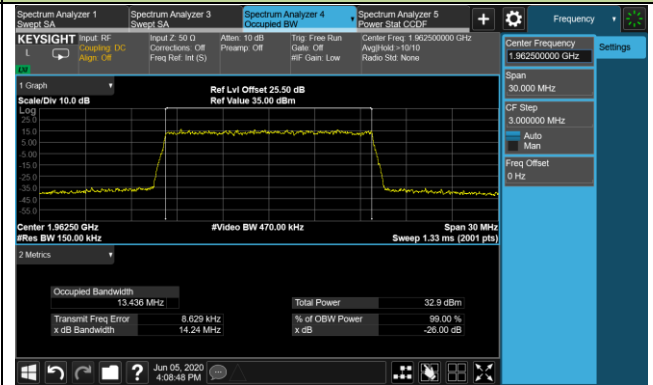 Spectrum Analyzer 1
Swept SA
Spectrum Analyzer 3
Swept SA
Spectrum Analyzer 4
Occupied BW
Spectrum Analyzer 5
Power Stat CCDF
+
Frequency
KEYSIGHT
L
Input: RF
Coupling: DC
Align: Off
Input Z: 50 Ω
Corrections: Off
Freq Ref: Int (S)
Atten: 10 dB
Preamp: Off
Trig: Free Run
Gate: Off
#IF Gain: Low
Center Freq: 1.962500000 GHz
Avg|Hold:>10/10
Radio Std: None
Center Frequency
1.962500000 GHz
Settings
Span
30.000 MHz
CF Step
3.000000 MHz
Auto
Man
Freq Offset
0 Hz
1 Graph
Scale/Div 10.0 dB
Ref Lvl Offset 25.50 dB
Ref Value 35.00 dBm
Log
25.0
15.0
5.00
-5.00
-15.0
-25.0
-35.0
-45.0
-55.0
Center 1.96250 GHz
#Res BW 150.00 kHz
#Video BW 470.00 kHz
Span 30 MHz
Sweep 1.33 ms (2001 pts)
2 Metrics
Occupied Bandwidth
13.436 MHz
Total Power 32.9 dBm
Transmit Freq Error 8.629 kHz
% of OBW Power 99.00 %
x dB Bandwidth 14.24 MHz
x dB -26.00 dB
?
Jun 05, 2020
4:08:48 PM